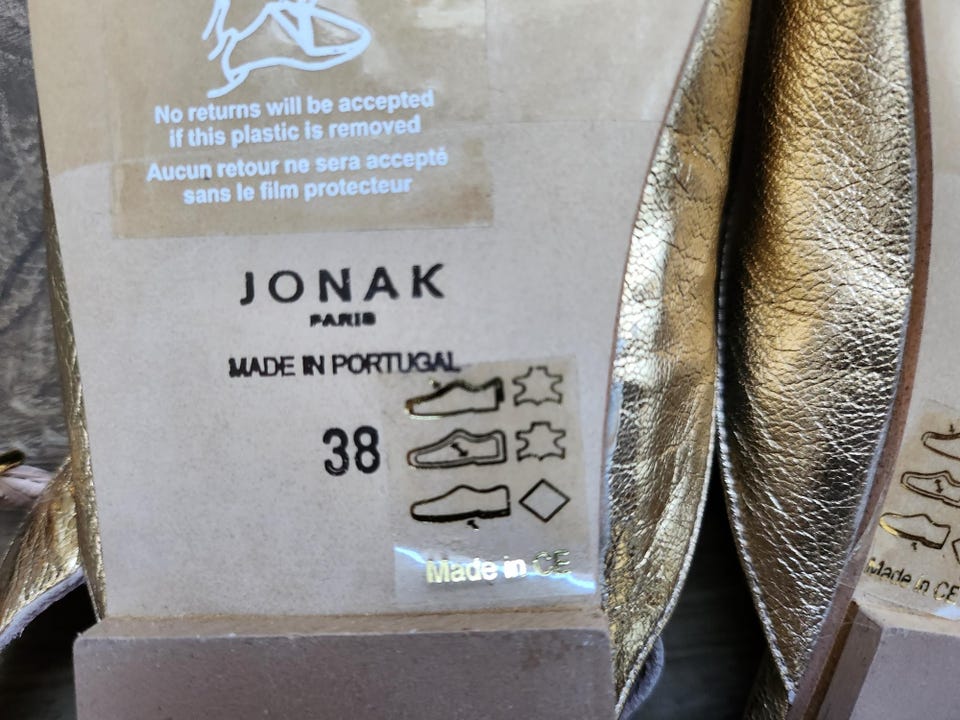 No returns will be accepted
if this plastic is removed
Aucun retour ne sera accepté
sans le film protecteur
JONAK
PARIS
MADE IN PORTUGAL
38
Made in CE
Made in CE